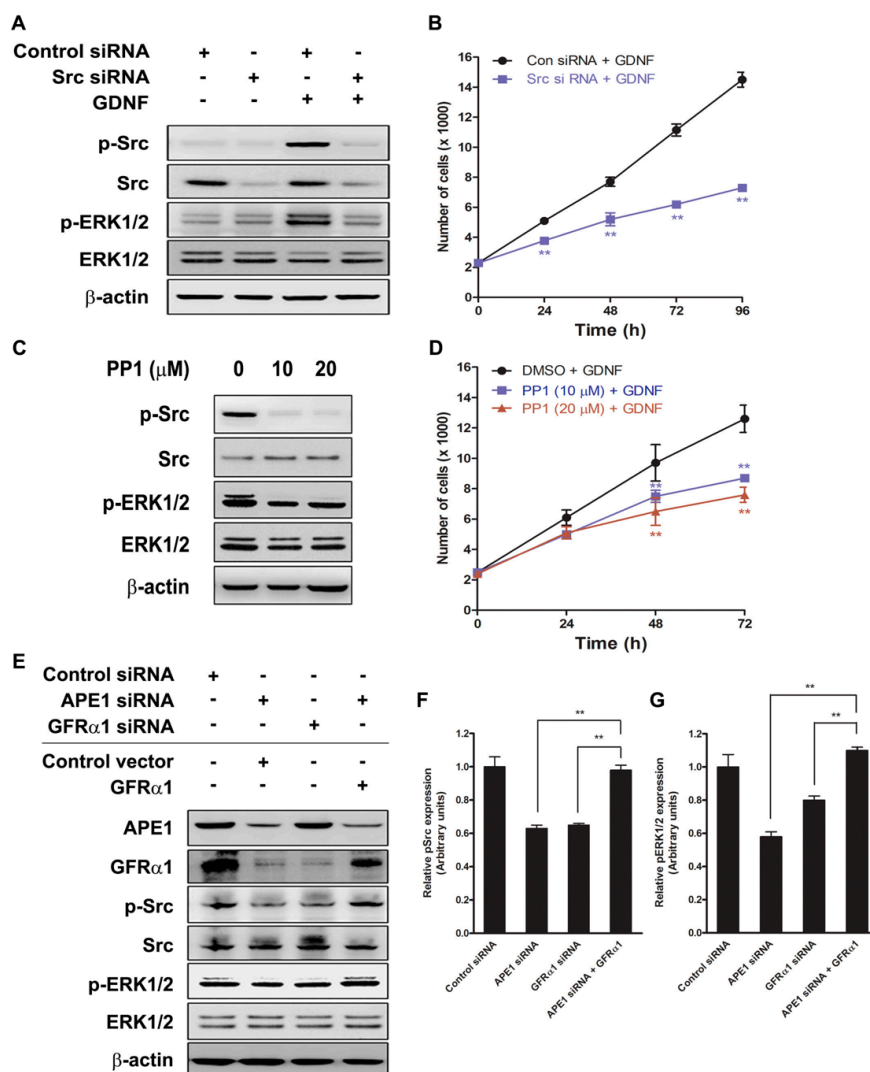 A
Control siRNA + - + -
Src siRNA - + - +
GDNF - - + +
p-Src
Src
p-ERK1/2
ERK1/2
β-actin
B
Con siRNA + GDNF
Src si RNA + GDNF
Number of cells (x 1000)
16
14
12
10
8
6
4
2
0
**
**
**
**
0 24 48 72 96
Time (h)
C
PP1 (μM) 0 10 20
p-Src
Src
p-ERK1/2
ERK1/2
β-actin
D
DMSO + GDNF
PP1 (10 μM) + GDNF
PP1 (20 μM) + GDNF
Number of cells (x 1000)
16
14
12
10
8
6
4
2
0
**
**
**
**
0 24 48 72
Time (h)
E
Control siRNA + - - -
APE1 siRNA - + - +
GFRα1 siRNA - - + -
Control vector - + - -
GFRα1 - - - +
APE1
GFRα1
p-Src
Src
p-ERK1/2
ERK1/2
β-actin
F
Relative pSrc expression
(Arbitrary units)
1.2
1.0
0.8
0.6
0.4
0.2
0.0
**
**
Control siRNA
APE1 siRNA
GFRα1 siRNA
APE1 siRNA + GFRα1
G
Relative pERK1/2 expression
(Arbitrary units)
1.2
1.0
0.8
0.6
0.4
0.2
0.0
**
**
Control siRNA
APE1 siRNA
GFRα1 siRNA
APE1 siRNA + GFRα1